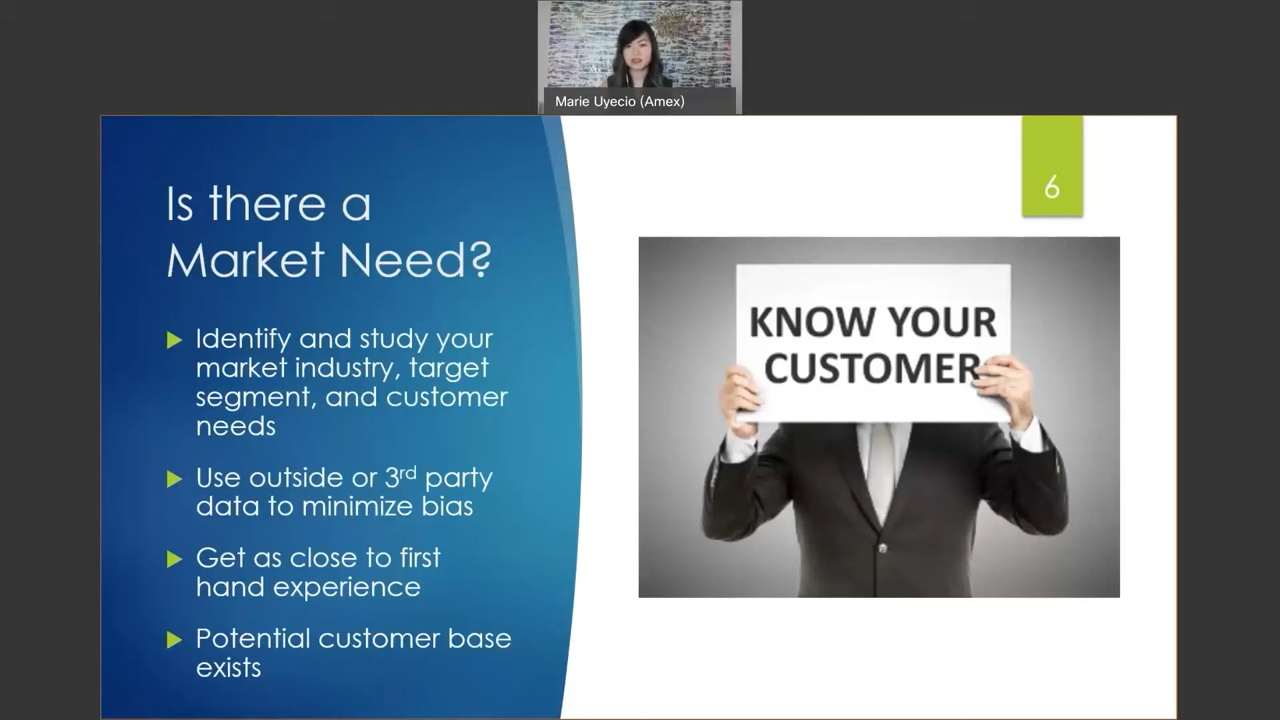 Marie Uyecio (Amex)
6
Is there a
Market Need?
Identify and study your
market industry, target
segment, and customer
needs
Use outside or 3rd party
data to minimize bias
Get as close to first
hand experience
Potential customer base
exists
KNOW YOUR
CUSTOMER